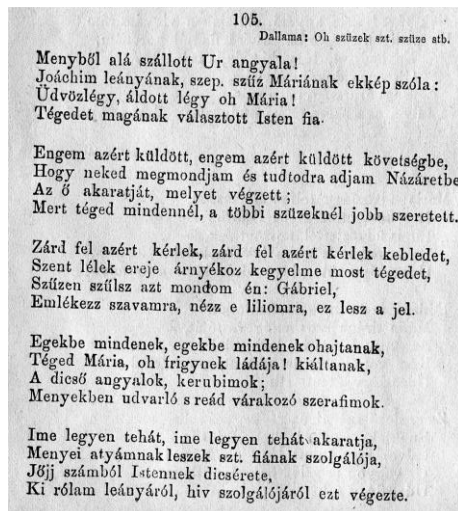 105.
Dallama: Oh szüzek szt. szüze stb.
Menyből alá szállott Ur angyala!
Joáchim leányának, szep. szűz Máriának ekkép szóla:
Üdvözlégy, áldott légy oh Mária!
Tégedet magának választott Isten fia.
Engem azért küldött, engem azért küldött követségbe,
Hogy neked megmondjam és tudtodra adjam Názáretbe
Az ő akaratját, melyet végzett;
Mert téged mindennél, a többi szüzeknél jobb szeretett.
Zárd fel azért kérlek, zárd fel azért kérlek kebledet,
Szent lélek ereje árnyékoz kegyelme most tégedet,
Szűzen szülsz azt mondom én: Gábriel,
Emlékezz szavamra, nézz e liliomra, ez lesz a jel.
Egekbe mindenek, egekbe mindenek ohajtanak,
Téged Mária, oh frigynek ládája! kiáltanak,
A dicső angyalok, kerubimok;
Menyekben udvarló s reád várakozó szerafimok.
Ime legyen tehát, ime legyen tehát akaratja,
Menyei atyámnak leszek szt. fiának szolgálója,
Jőjj számból Istennek dicsérete,
Ki rólam leányáról, hiv szolgálójáról ezt végezte.